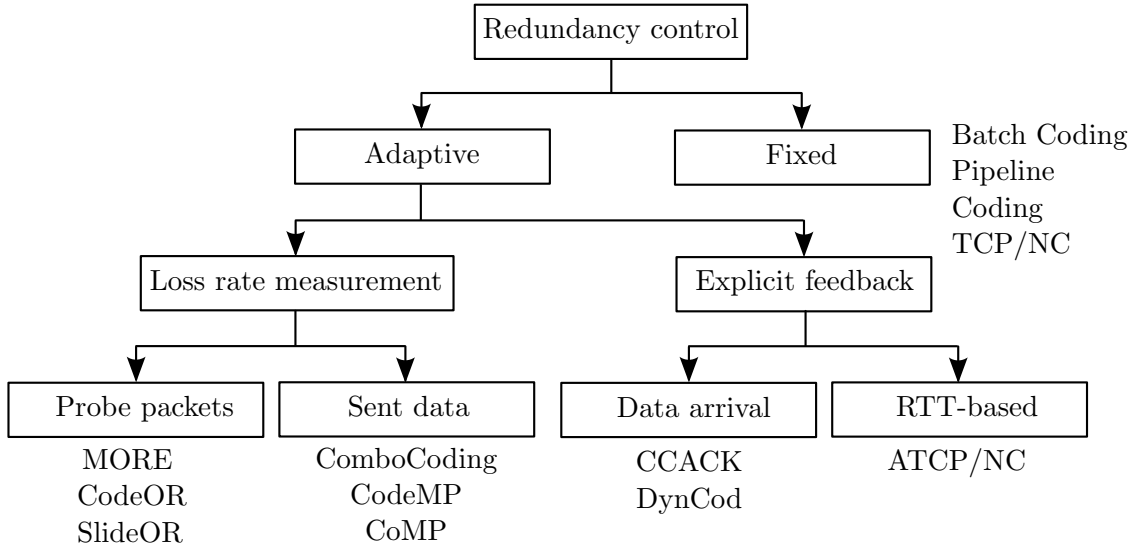 Redundancy control
Adaptive
Fixed
Batch Coding
Pipeline
Coding
TCP/NC
Loss rate measurement
Explicit feedback
Probe packets
Sent data
Data arrival
RTT-based
MORE
CodeOR
SlideOR
ComboCoding
CodeMP
CoMP
CCACK
DynCod
ATCP/NC